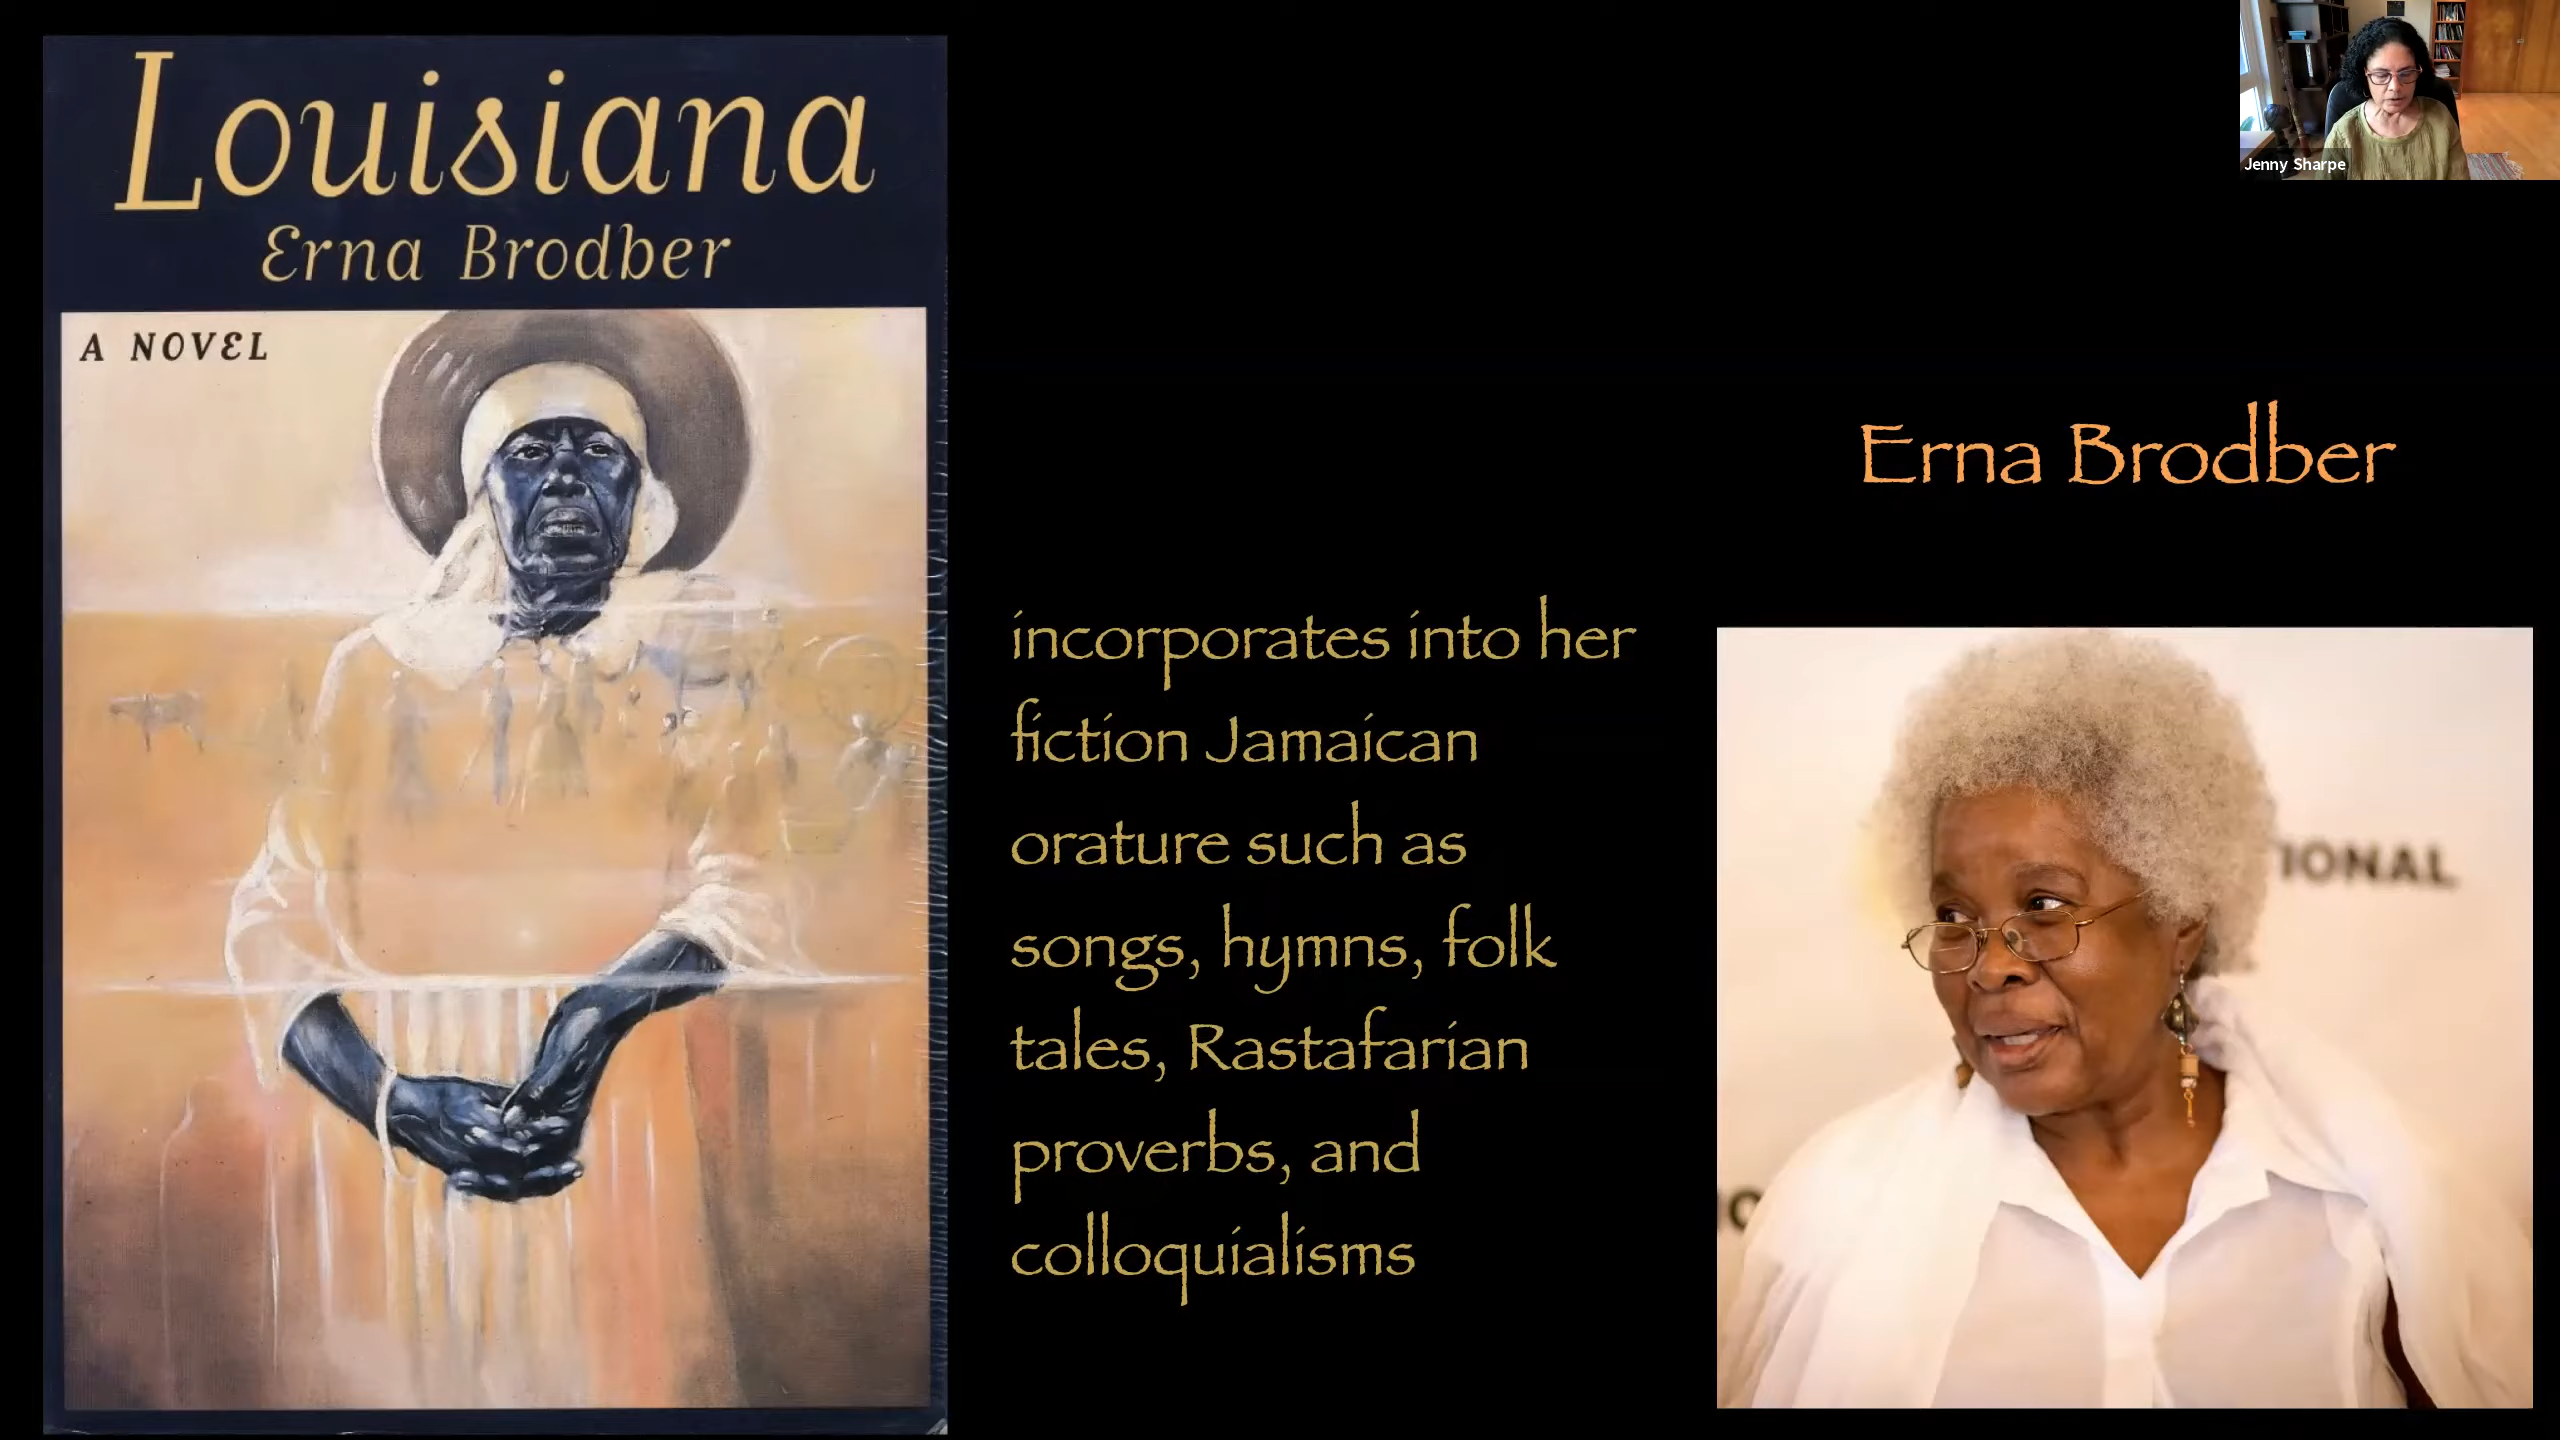 Louisiana
Erna Brodber
A NOVEL
Jenny Sharpe
Erna Brodber
incorporates into her
fiction Jamaican
orature such as
songs, hymns, folk
tales, Rastafarian
proverbs, and
colloquialisms
IONAL